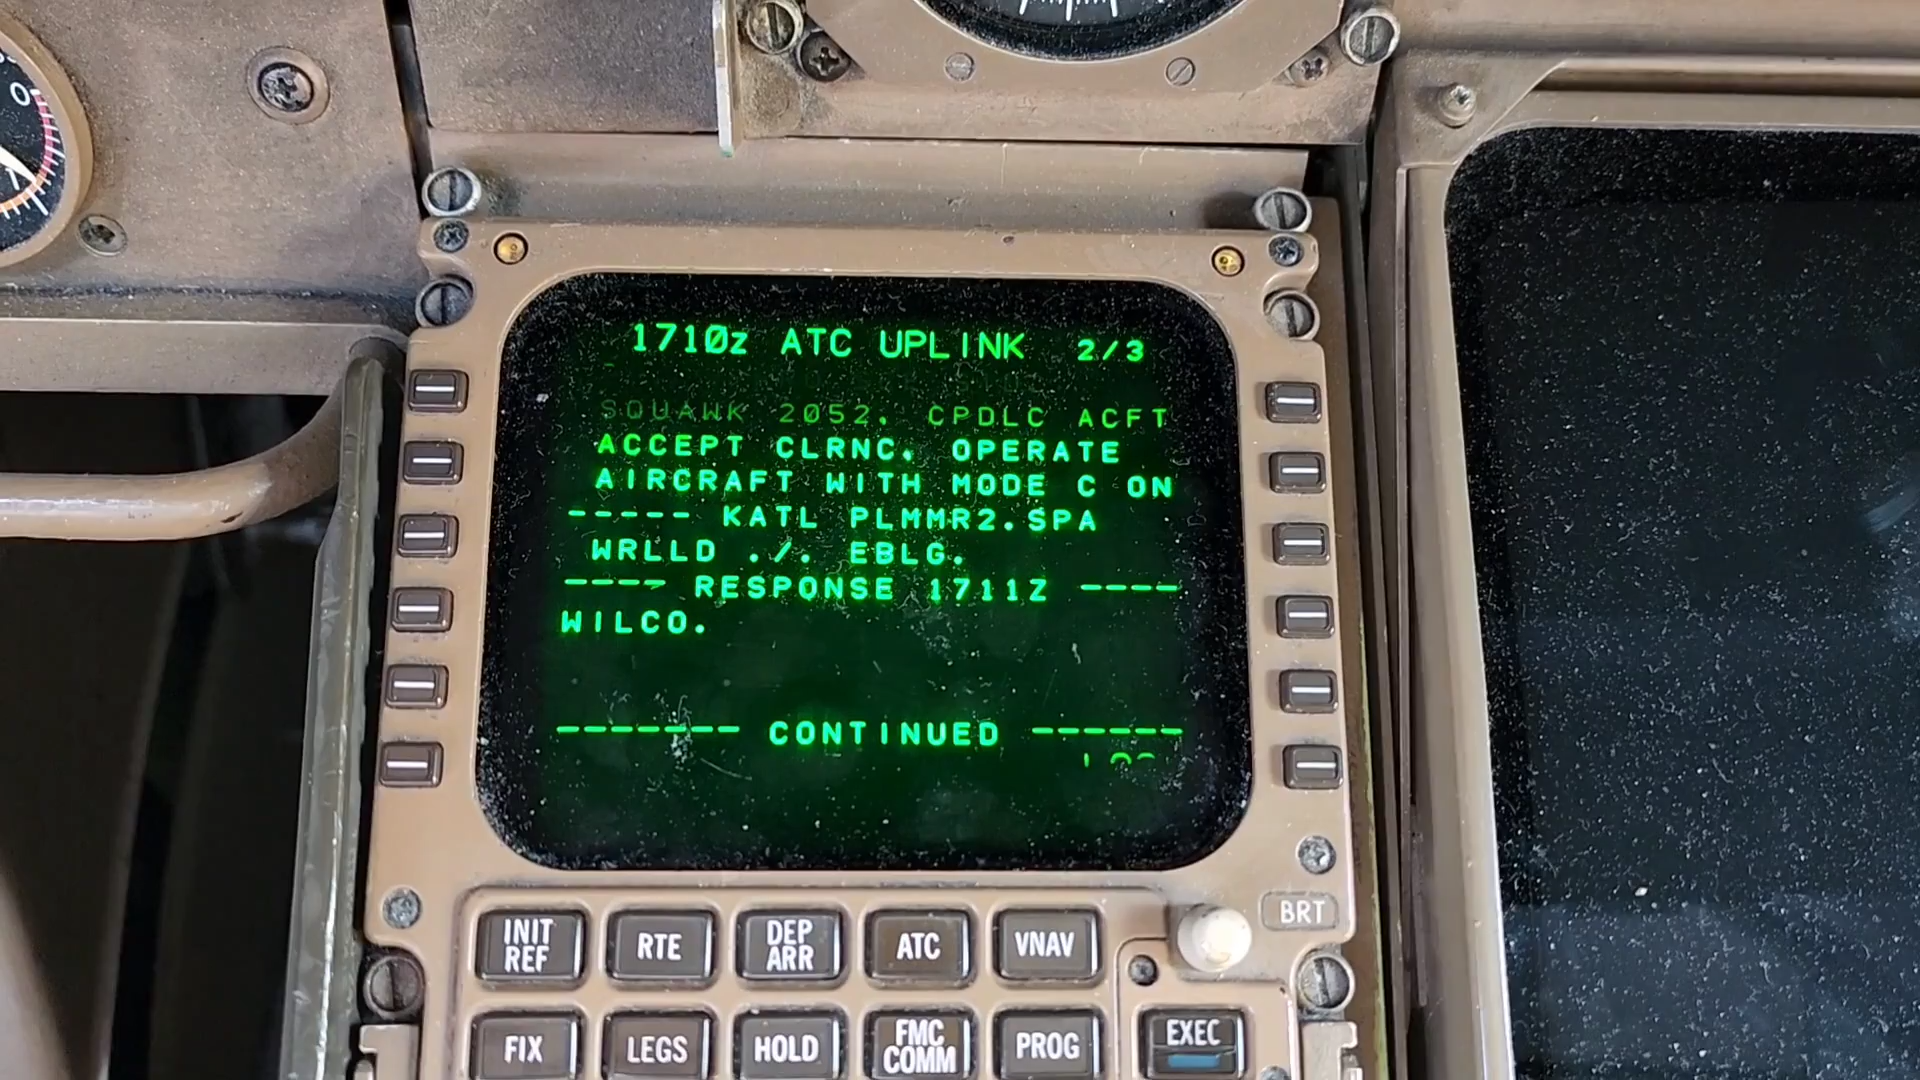 0
1710z ATC UPLINK 2/3
SQUAWK 2052. CPDLC ACFT
ACCEPT CLRNC. OPERATE
AIRCRAFT WITH MODE C ON
----- KATL PLMMR2.SPA
WRLLD ./. EBLG.
---- RESPONSE 1711Z ----
WILCO.
------- CONTINUED ------
BRT
INIT REF
RTE
DEP ARR
ATC
VNAV
FIX
LEGS
HOLD
FMC COMM
PROG
EXEC